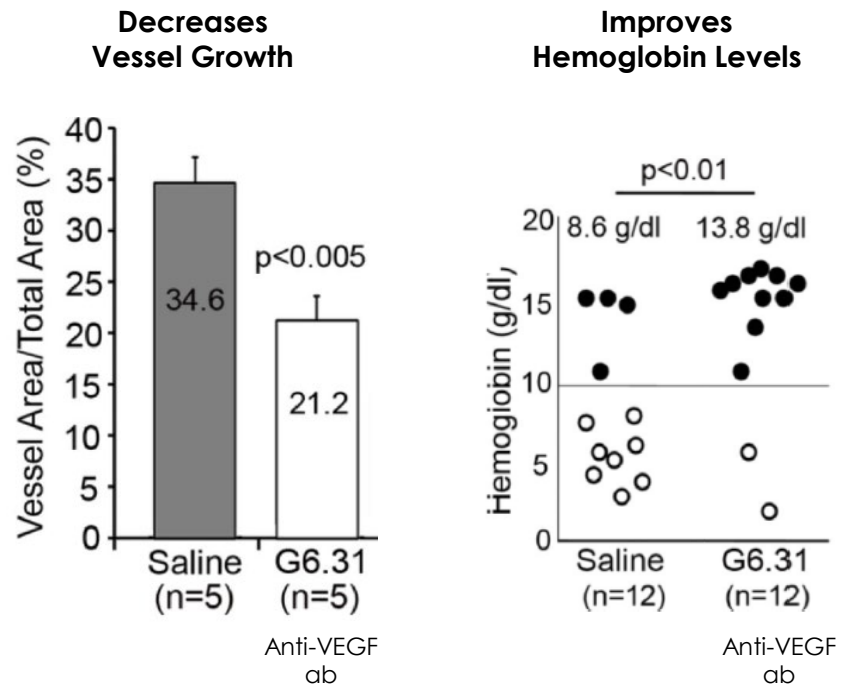 Decreases
Vessel Growth
Vessel Area/Total Area (%)
40
35
30
25
20
15
10
5
0
34.6
p<0.005
21.2
Saline
(n=5)
G6.31
(n=5)
Anti-VEGF
ab
Improves
Hemoglobin Levels
p<0.01
Hemogiobin (g/dl)
20
15
10
5
0
8.6 g/dl
13.8 g/dl
Saline
(n=12)
G6.31
(n=12)
Anti-VEGF
ab